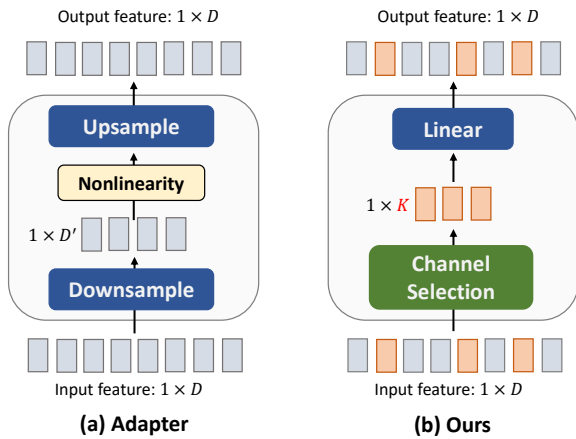 Output feature: 1 × D
Upsample
Nonlinearity
1 × D′
Downsample
Input feature: 1 × D
(a) Adapter
Output feature: 1 × D
Linear
1 × K
Channel
Selection
Input feature: 1 × D
(b) Ours